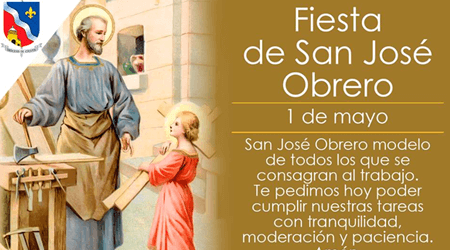 Fiesta
de San José
Obrero
1 de mayo
San José Obrero modelo
de todos los que se
consagran al trabajo.
Te pedimos hoy poder
cumplir nuestras tareas
con tranquilidad,
moderación y paciencia.